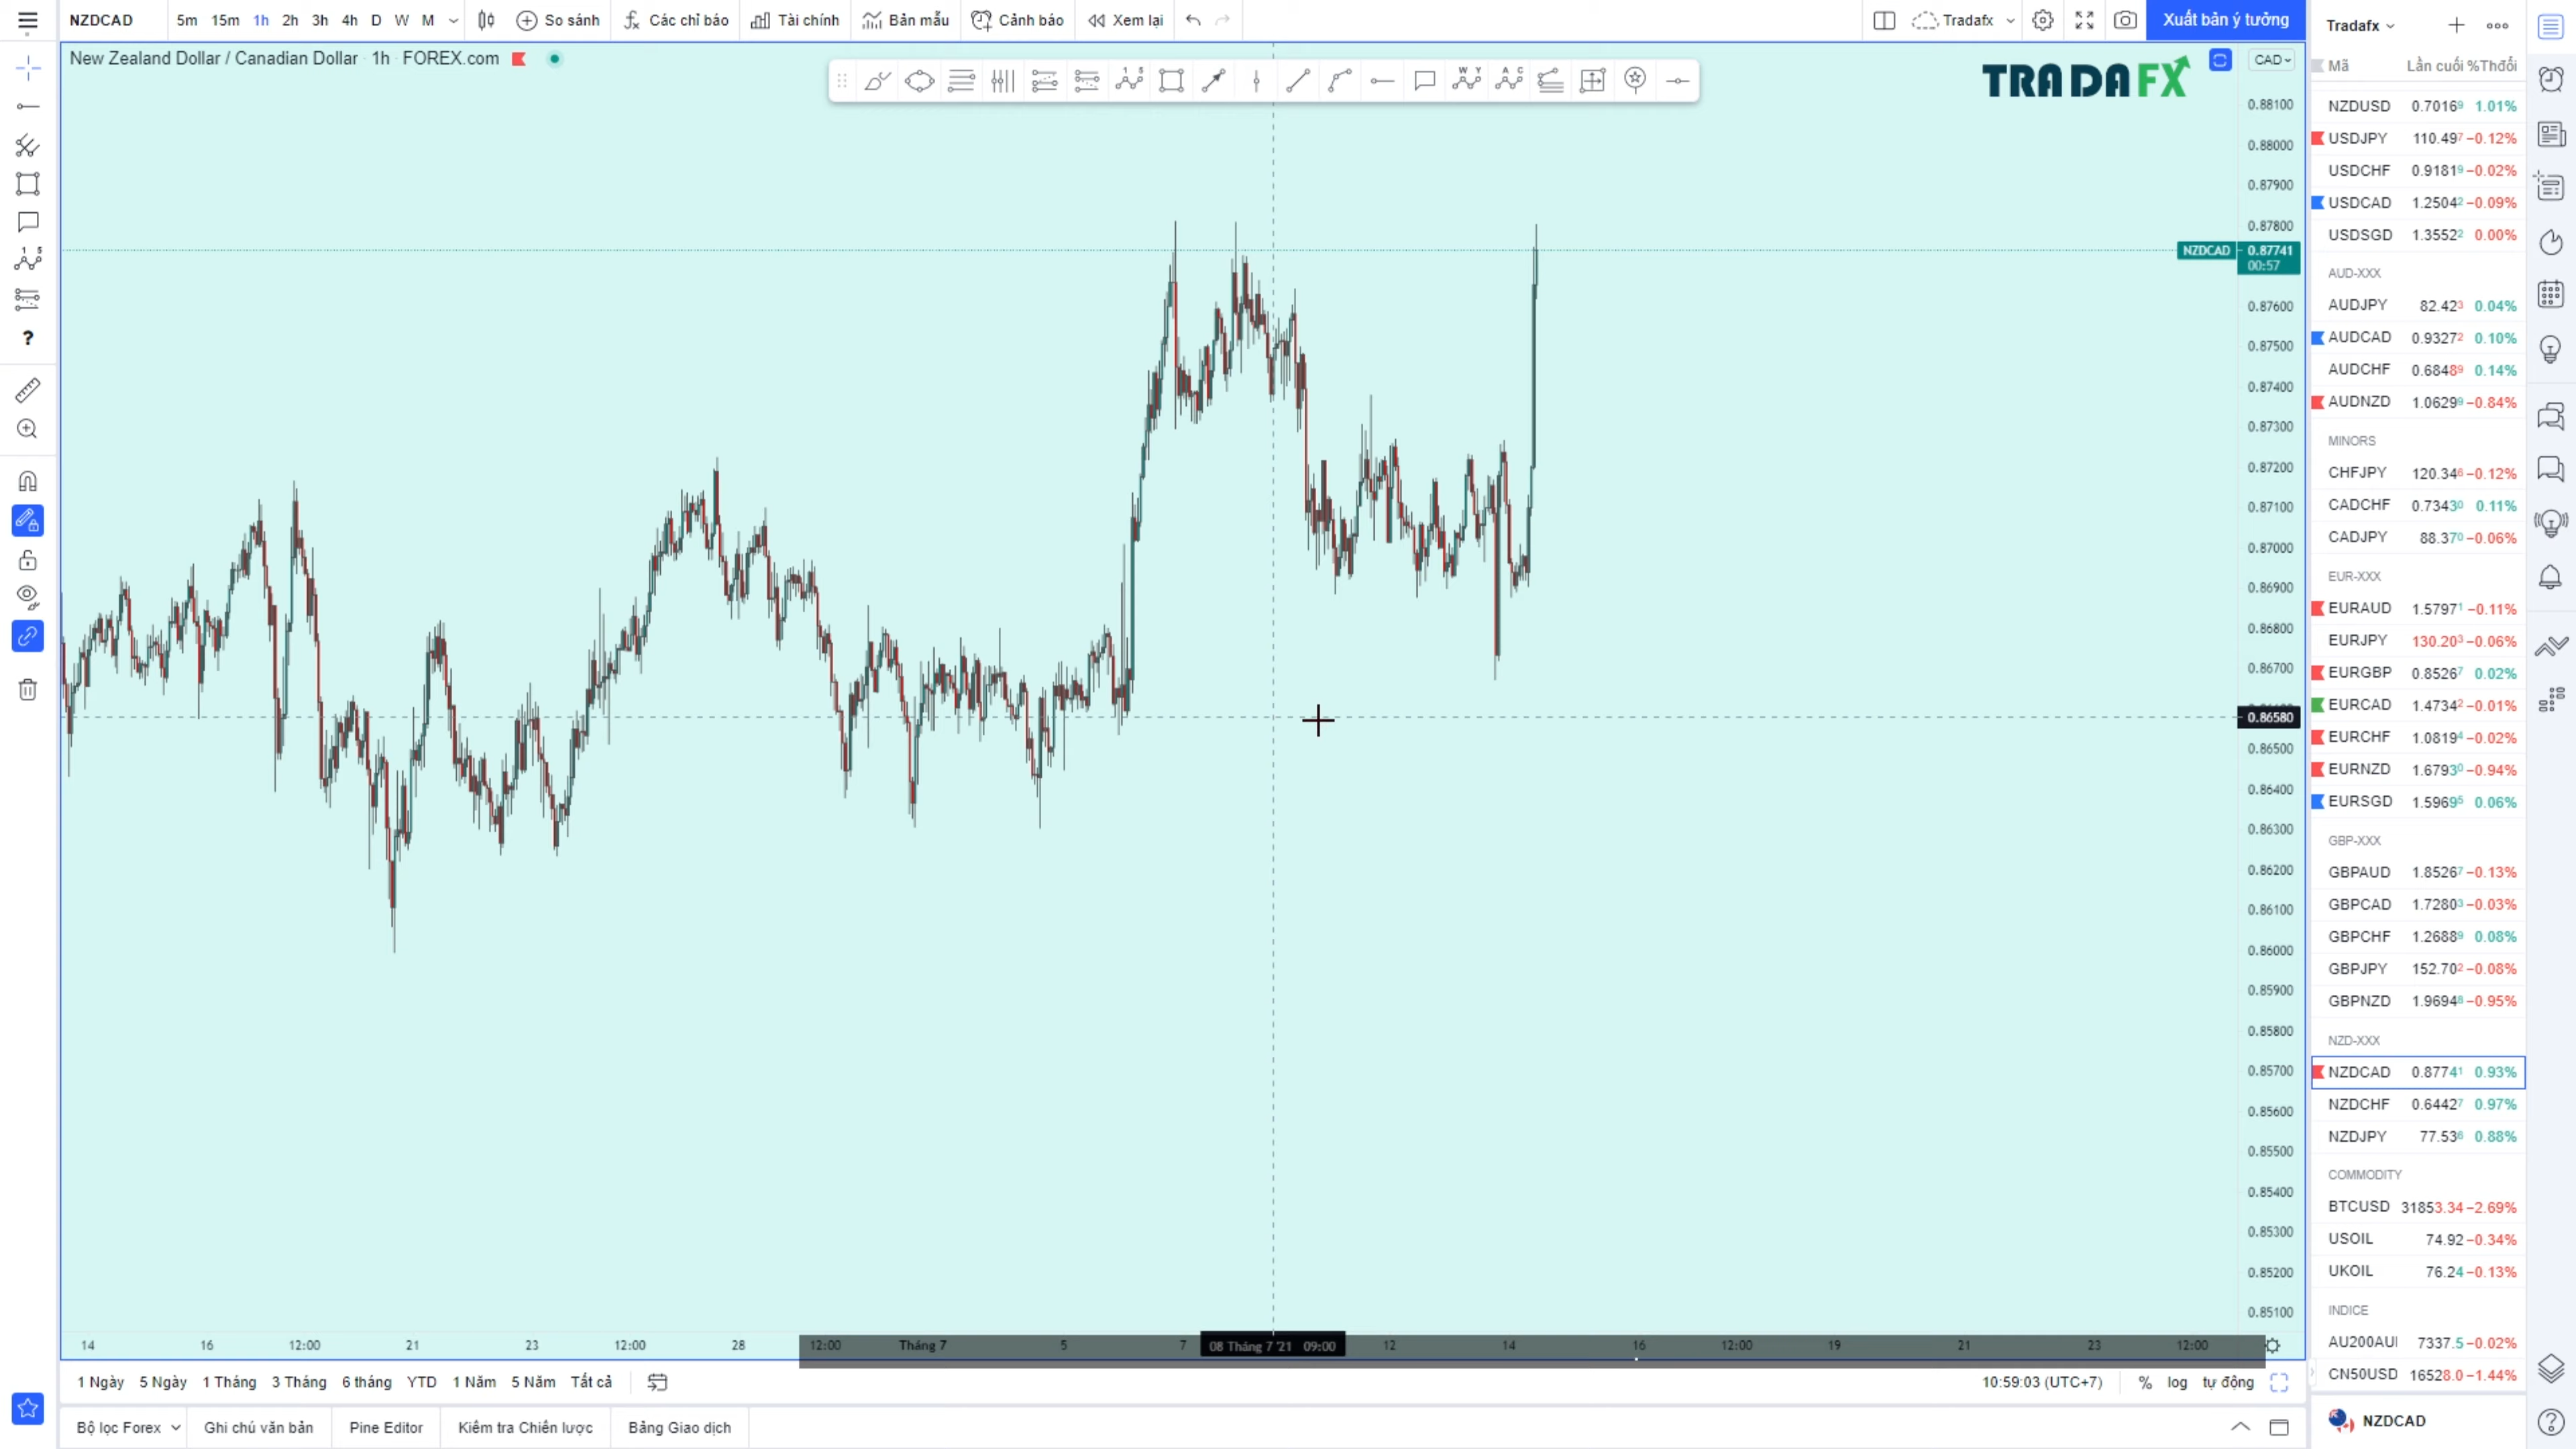 NZDCAD 5m 15m 1h 2h 3h 4h D W M So sánh Các chỉ báo Tài chính Bản mẫu Cảnh báo Xem lại Tradafx Xuất bản ý tưởng
New Zealand Dollar / Canadian Dollar · 1h · FOREX.com
TRADAFX
CAD
0.88100
0.88000
0.87900
0.87800
NZDCAD 0.87741
00:57
0.87600
0.87500
0.87400
0.87300
0.87200
0.87100
0.87000
0.86900
0.86800
0.86700
0.86580
0.86500
0.86400
0.86300
0.86200
0.86100
0.86000
0.85900
0.85800
0.85700
0.85600
0.85500
0.85400
0.85300
0.85200
0.85100
14 16 12:00 21 23 12:00 28 12:00 Tháng 7 5 7 08 Tháng 7 '21 09:00 12 14 16 12:00 19 21 23 12:00
1 Ngày 5 Ngày 1 Tháng 3 Tháng 6 tháng YTD 1 Năm 5 Năm Tất cả 10:59:03 (UTC+7) % log tự động
Bộ lọc Forex Ghi chú văn bản Pine Editor Kiểm tra Chiến lược Bảng Giao dịch
Tradafx
Mã Lần cuối %Thđổi
NZDUSD 0.70169 1.01%
USDJPY 110.497 −0.12%
USDCHF 0.91819 −0.02%
USDCAD 1.25042 −0.09%
USDSGD 1.35522 0.00%
AUD-XXX
AUDJPY 82.423 0.04%
AUDCAD 0.93272 0.10%
AUDCHF 0.68489 0.14%
AUDNZD 1.06299 −0.84%
MINORS
CHFJPY 120.346 −0.12%
CADCHF 0.73430 0.11%
CADJPY 88.370 −0.06%
EUR-XXX
EURAUD 1.57971 −0.11%
EURJPY 130.203 −0.06%
EURGBP 0.85267 0.02%
EURCAD 1.47342 −0.01%
EURCHF 1.08194 −0.02%
EURNZD 1.67930 −0.94%
EURSGD 1.59695 0.06%
GBP-XXX
GBPAUD 1.85267 −0.13%
GBPCAD 1.72803 −0.03%
GBPCHF 1.26889 0.08%
GBPJPY 152.702 −0.08%
GBPNZD 1.96948 −0.95%
NZD-XXX
NZDCAD 0.87741 0.93%
NZDCHF 0.64427 0.97%
NZDJPY 77.536 0.88%
COMMODITY
BTCUSD 31853.34 −2.69%
USOIL 74.92 −0.34%
UKOIL 76.24 −0.13%
INDICE
AU200AU 7337.5 −0.02%
CN50USD 16528.0 −1.44%
NZDCAD